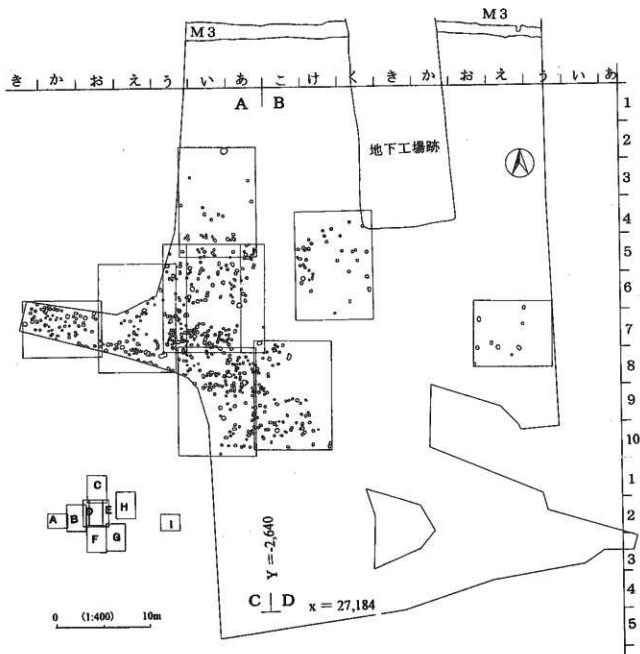 M3
M3
き か お え う い あ こ け く き か お え う い あ
A B
地下工場跡
1
2
3
4
5
6
7
8
9
10
1
2
3
4
5
C
A B D E H I
F G
Y = -2,640
C D x = 27,184
0 (1:400) 10m